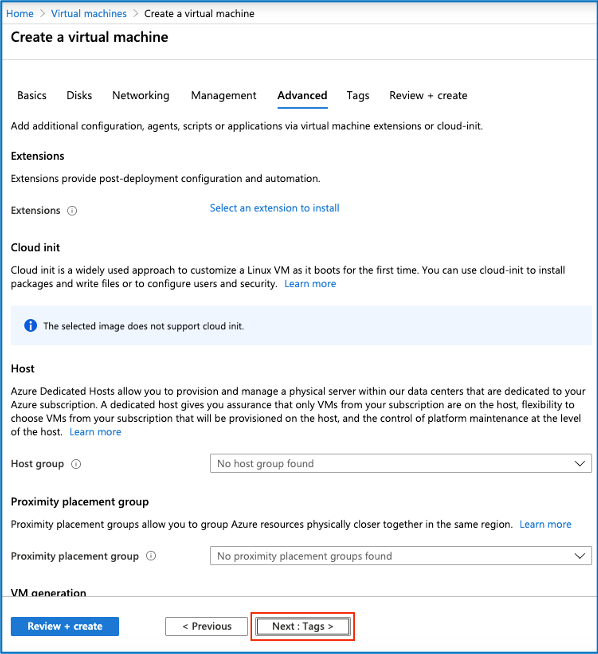 Home > Virtual machines > Create a virtual machine
Create a virtual machine
Basics Disks Networking Management Advanced Tags Review + create
Add additional configuration, agents, scripts or applications via virtual machine extensions or cloud-init.
Extensions
Extensions provide post-deployment configuration and automation.
Extensions Select an extension to install
Cloud init
Cloud init is a widely used approach to customize a Linux VM as it boots for the first time. You can use cloud-init to install
packages and write files or to configure users and security. Learn more
The selected image does not support cloud init.
Host
Azure Dedicated Hosts allow you to provision and manage a physical server within our data centers that are dedicated to your
Azure subscription. A dedicated host gives you assurance that only VMs from your subscription are on the host, flexibility to
choose VMs from your subscription that will be provisioned on the host, and the control of platform maintenance at the level
of the host. Learn more
Host group No host group found
Proximity placement group
Proximity placement groups allow you to group Azure resources physically closer together in the same region. Learn more
Proximity placement group No proximity placement groups found
VM generation
Review + create < Previous Next : Tags >